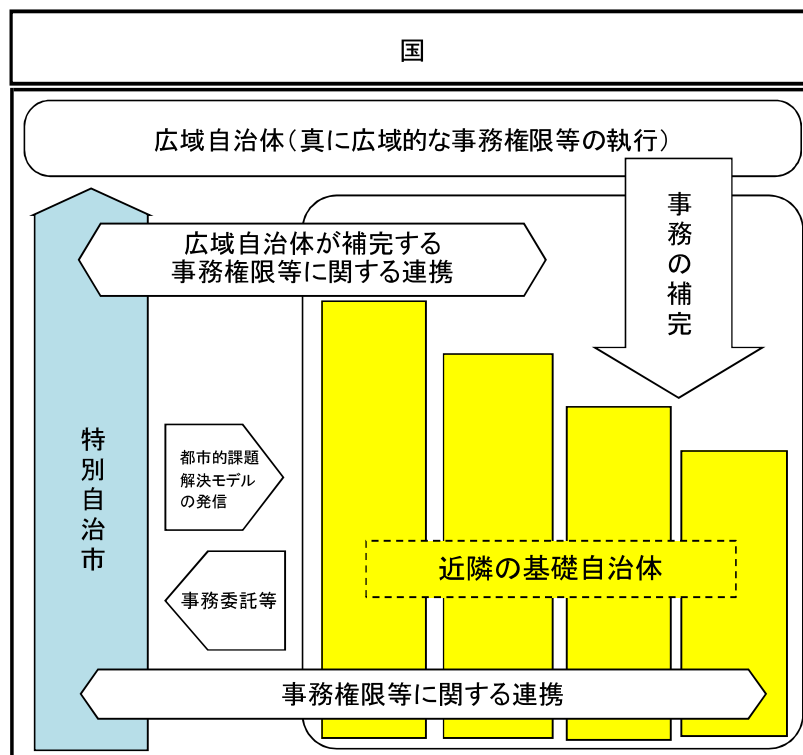 国
広域自治体（真に広域的な事務権限等の執行）
事務の補完
広域自治体が補完する
事務権限等に関する連携
特別自治市
都市的課題
解決モデル
の発信
近隣の基礎自治体
事務委託等
事務権限等に関する連携